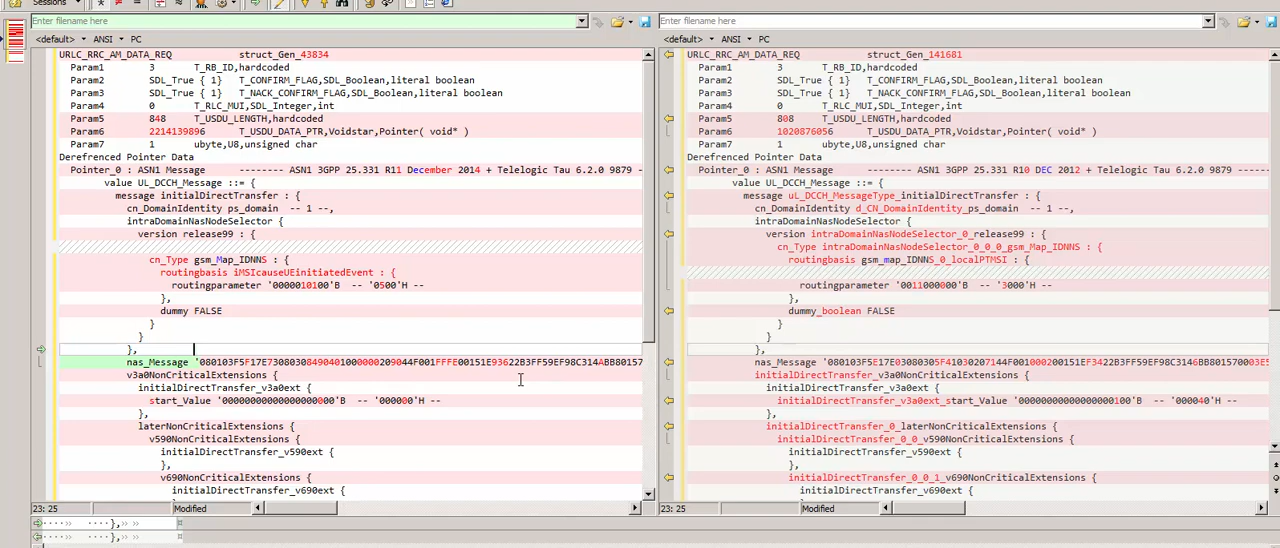 Sessions
Enter filename here
Enter filename here
<default> ANSI PC
<default> ANSI PC
URLC_RRC_AM_DATA_REQ struct_Gen_43834
Param1 3 T_RB_ID,hardcoded
Param2 SDL_True { 1} T_CONFIRM_FLAG,SDL_Boolean,literal boolean
Param3 SDL_True { 1} T_NACK_CONFIRM_FLAG,SDL_Boolean,literal boolean
Param4 0 T_RLC_MUI,SDL_Integer,int
Param5 848 T_USDU_LENGTH,hardcoded
Param6 2214139896 T_USDU_DATA_PTR,Voidstar,Pointer( void* )
Param7 1 ubyte,U8,unsigned char
Derefrenced Pointer Data
Pointer_0 : ASN1 Message -------- ASN1 3GPP 25.331 R11 December 2014 + Telelogic Tau 6.2.0 9879 ------
value UL_DCCH_Message ::= {
message initialDirectTransfer : {
cn_DomainIdentity ps_domain -- 1 --,
intraDomainNasNodeSelector {
version release99 : {
cn_Type gsm_Map_IDNNS : {
routingbasis iMSIcauseUEinitiatedEvent : {
routingparameter '0000010100'B -- '0500'H --
},
dummy FALSE
}
}
},
nas_Message '080103F5F17E7308030849040100000209044F001FFFE00151E93622B3FF59EF98C314ABB80157
v3a0NonCriticalExtensions {
initialDirectTransfer_v3a0ext {
start_Value '00000000000000000000'B -- '000000'H --
},
laterNonCriticalExtensions {
v590NonCriticalExtensions {
initialDirectTransfer_v590ext {
},
v690NonCriticalExtensions {
initialDirectTransfer_v690ext {
23: 25 Modified
URLC_RRC_AM_DATA_REQ struct_Gen_141681
Param1 3 T_RB_ID,hardcoded
Param2 SDL_True { 1} T_CONFIRM_FLAG,SDL_Boolean,literal boolean
Param3 SDL_True { 1} T_NACK_CONFIRM_FLAG,SDL_Boolean,literal boolean
Param4 0 T_RLC_MUI,SDL_Integer,int
Param5 808 T_USDU_LENGTH,hardcoded
Param6 1020876056 T_USDU_DATA_PTR,Voidstar,Pointer( void* )
Param7 1 ubyte,U8,unsigned char
Derefrenced Pointer Data
Pointer_0 : ASN1 Message -------- ASN1 3GPP 25.331 R10 DEC 2012 + Telelogic Tau 6.2.0 9879 ------
value UL_DCCH_Message ::= {
message uL_DCCH_MessageType_initialDirectTransfer : {
cn_DomainIdentity d_CN_DomainIdentity_ps_domain -- 1 --,
intraDomainNasNodeSelector {
version intraDomainNasNodeSelector_0_release99 : {
cn_Type intraDomainNasNodeSelector_0_0_0_gsm_Map_IDNNS : {
routingbasis gsm_map_IDNNS_0_localPTMSI : {
routingparameter '0011000000'B -- '3000'H --
},
dummy_boolean FALSE
}
}
},
nas_Message '080103E5E17E03080305F41030207144F001000200151EF3422B3FF59EF98C3146BB801570003E5
initialDirectTransfer_v3a0NonCriticalExtensions {
initialDirectTransfer_v3a0ext {
initialDirectTransfer_v3a0ext_start_Value '00000000000000000100'B -- '000040'H --
},
initialDirectTransfer_0_laterNonCriticalExtensions {
initialDirectTransfer_0_0_v590NonCriticalExtensions {
initialDirectTransfer_v590ext {
},
initialDirectTransfer_0_0_1_v690NonCriticalExtensions {
initialDirectTransfer_v690ext {
23: 25 Modified
},
},